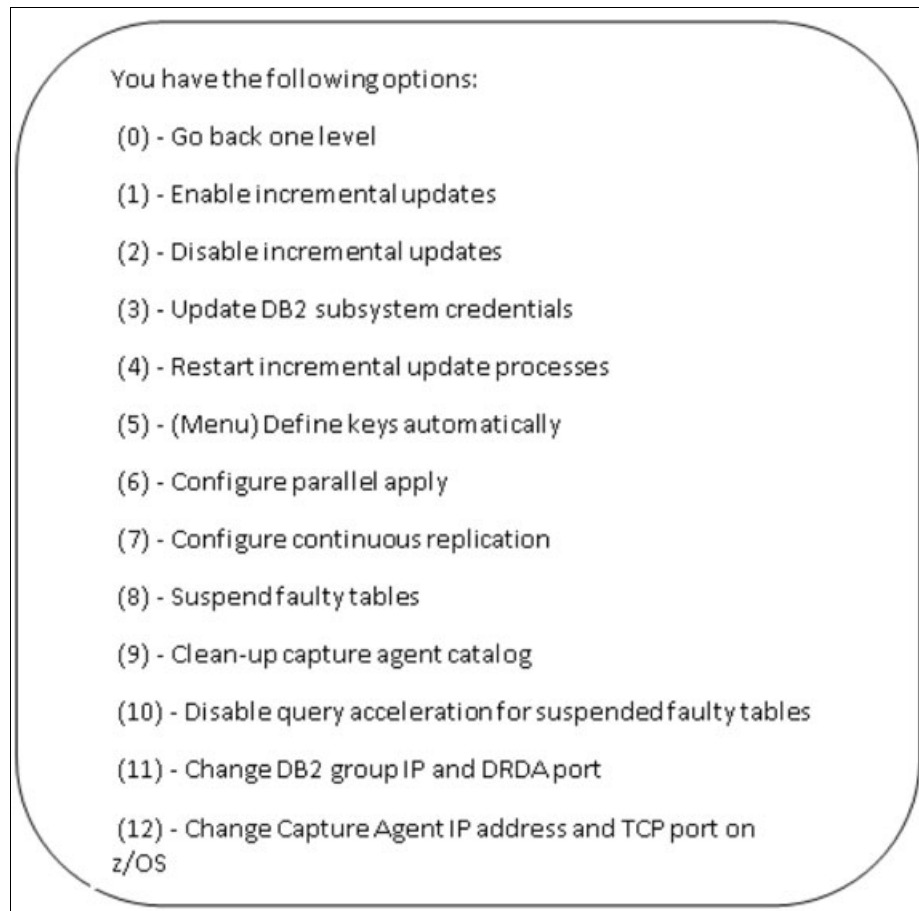 You have the following options:
(0) - Go back one level
(1) - Enable incremental updates
(2) - Disable incremental updates
(3) - Update DB2 subsystem credentials
(4) - Restart incremental update processes
(5) - (Menu) Define keys automatically
(6) - Configure parallel apply
(7) - Configure continuous replication
(8) - Suspend faulty tables
(9) - Clean-up capture agent catalog
(10) - Disable query acceleration for suspended faulty tables
(11) - Change DB2 group IP and DRDA port
(12) - Change Capture Agent IP address and TCP port on
z/OS